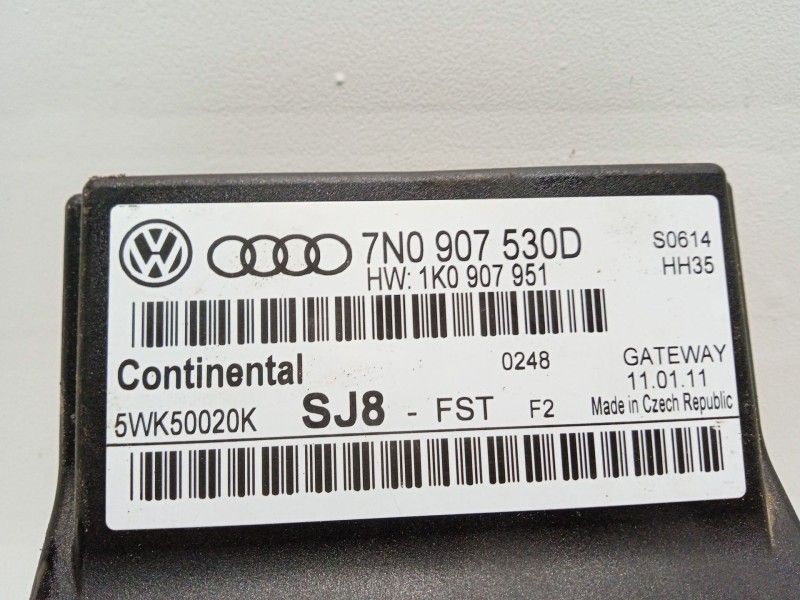 VW 7N0 907 530D S0614
HW: 1K0 907 951 HH35
Continental 0248 GATEWAY
11.01.11
5WK50020K SJ8 - FST F2 Made in Czech Republic